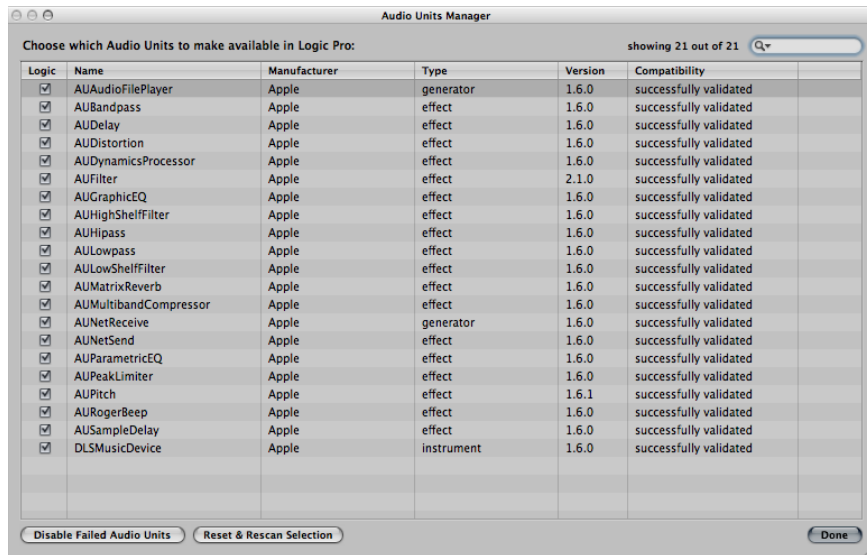 Audio Units Manager
Choose which Audio Units to make available in Logic Pro: showing 21 out of 21
Logic Name Manufacturer Type Version Compatibility
AUAudioFilePlayer Apple generator 1.6.0 successfully validated
AUBandpass Apple effect 1.6.0 successfully validated
AUDelay Apple effect 1.6.0 successfully validated
AUDistortion Apple effect 1.6.0 successfully validated
AUDynamicsProcessor Apple effect 1.6.0 successfully validated
AUFilter Apple effect 2.1.0 successfully validated
AUGraphicEQ Apple effect 1.6.0 successfully validated
AUHighShelfFilter Apple effect 1.6.0 successfully validated
AUHipass Apple effect 1.6.0 successfully validated
AULowpass Apple effect 1.6.0 successfully validated
AULowShelfFilter Apple effect 1.6.0 successfully validated
AUMatrixReverb Apple effect 1.6.0 successfully validated
AUMultibandCompressor Apple effect 1.6.0 successfully validated
AUNetReceive Apple generator 1.6.0 successfully validated
AUNetSend Apple effect 1.6.0 successfully validated
AUParametricEQ Apple effect 1.6.0 successfully validated
AUPeakLimiter Apple effect 1.6.0 successfully validated
AUPitch Apple effect 1.6.1 successfully validated
AURogerBeep Apple effect 1.6.0 successfully validated
AUSampleDelay Apple effect 1.6.0 successfully validated
DLSMusicDevice Apple instrument 1.6.0 successfully validated
Disable Failed Audio Units Reset & Rescan Selection Done